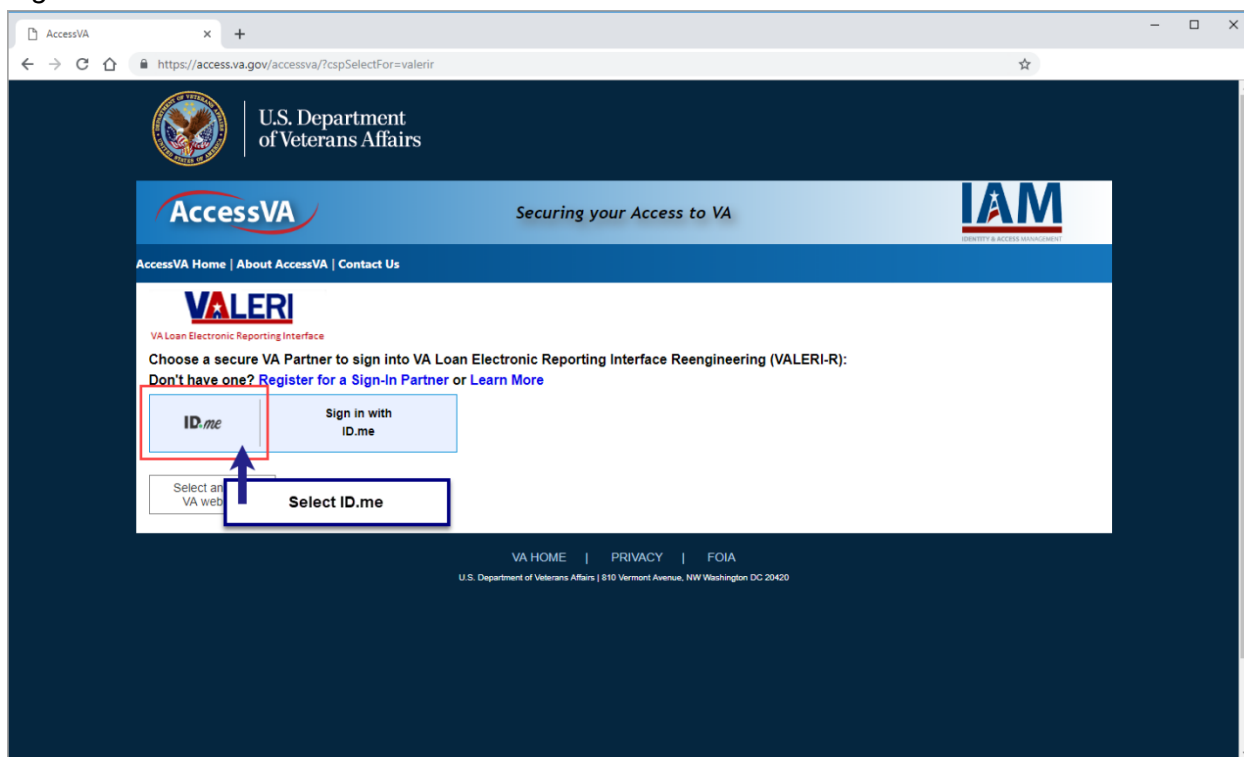 AccessVA
https://access.va.gov/accessva/?cspSelectFor=valerir
U.S. Department
of Veterans Affairs
AccessVA
Securing your Access to VA
IAM
IDENTITY & ACCESS MANAGEMENT
AccessVA Home | About AccessVA | Contact Us
VALERI
VA Loan Electronic Reporting Interface
Choose a secure VA Partner to sign into VA Loan Electronic Reporting Interface Reengineering (VALERI-R):
Don't have one? Register for a Sign-In Partner or Learn More
ID.me
Sign in with
ID.me
Select an
VA web
Select ID.me
VA HOME | PRIVACY | FOIA
U.S. Department of Veterans Affairs | 810 Vermont Avenue, NW Washington DC 20420